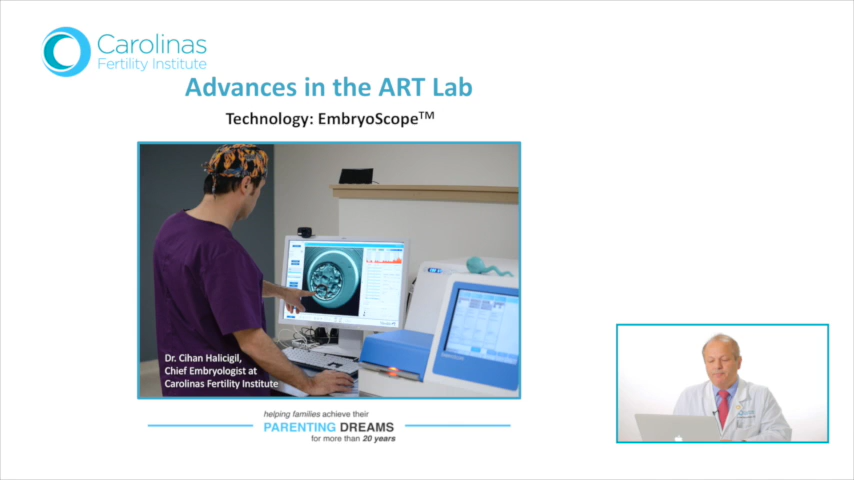 Carolinas
Fertility Institute
Advances in the ART Lab
Technology: EmbryoScope™
Dr. Cihan Halicigil,
Chief Embryologist at
Carolinas Fertility Institute
helping families achieve their
PARENTING DREAMS
for more than 20 years